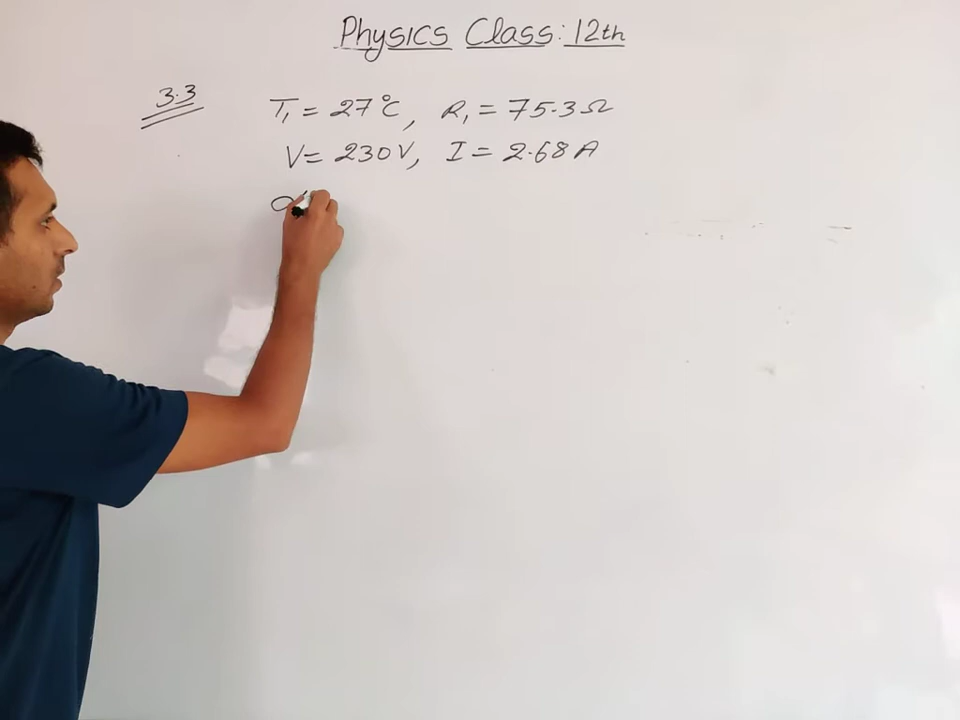 Physics Class: 12th
3.3
T₁ = 27°C, R₁ = 75.3Ω
V = 230V, I = 2.68A
α